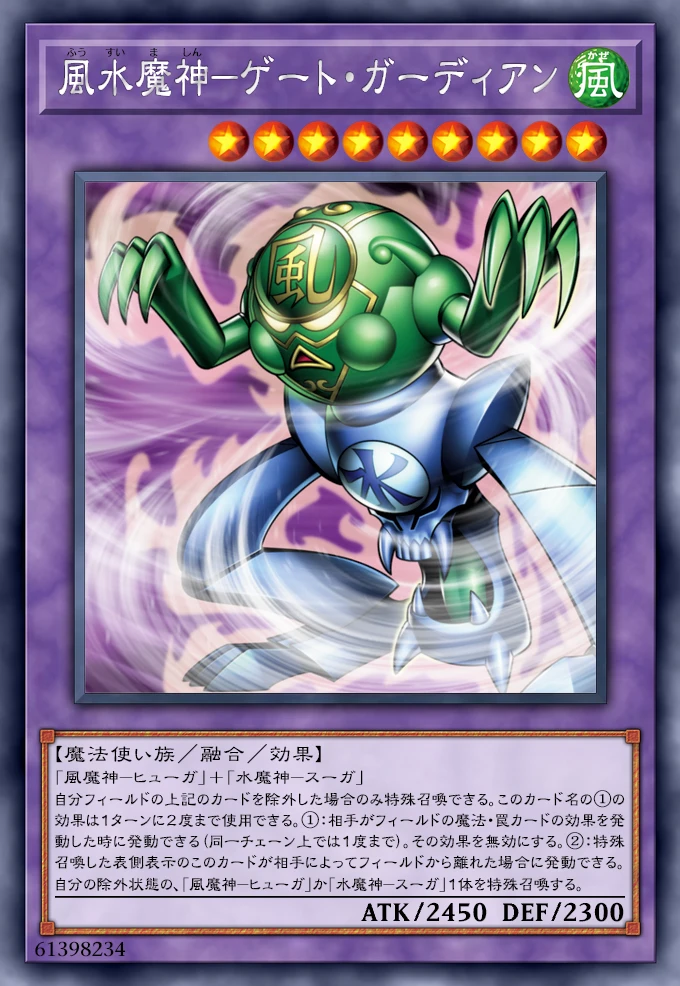 ふう すい ま しん
風水魔神－ゲート・ガーディアン
かぜ
風
風
水
【魔法使い族／融合／効果】
「風魔神－ヒューガ」＋「水魔神－スーガ」
自分フィールドの上記のカードを除外した場合のみ特殊召喚できる。このカード名の①の
効果は1ターンに２度まで使用できる。①：相手がフィールドの魔法・罠カードの効果を発
動した時に発動できる（同一チェーン上では１度まで）。その効果を無効にする。②：特殊
召喚した表側表示のこのカードが相手によってフィールドから離れた場合に発動できる。
自分の除外状態の、「風魔神－ヒューガ」か「水魔神－スーガ」１体を特殊召喚する。
ATK/2450 DEF/2300
61398234